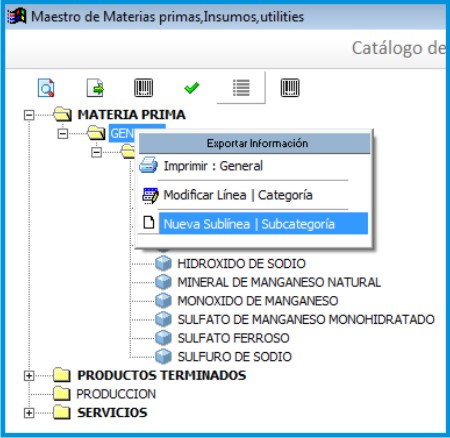 Maestro de Materias primas,Insumos,utilities
Catálogo de
MATERIA PRIMA
GEN
Exportar Información
Imprimir : General
Modificar Línea | Categoría
Nueva Sublínea | Subcategoría
HIDROXIDO DE SODIO
MINERAL DE MANGANESO NATURAL
MONOXIDO DE MANGANESO
SULFATO DE MANGANESO MONOHIDRATADO
SULFATO FERROSO
SULFURO DE SODIO
PRODUCTOS TERMINADOS
PRODUCCION
SERVICIOS